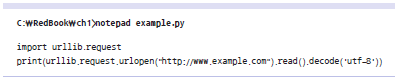 C:₩RedBook₩ch1>notepad example.py
import urllib.request
print(urllib.request.urlopen("http://www.example.com").read().decode('utf-8'))